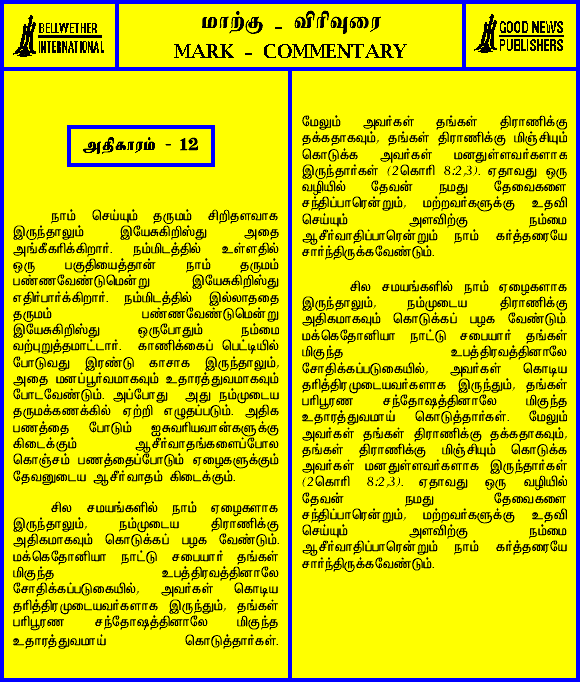 BELLWETHER
INTERNATIONAL
மாற்கு - விரிவுரை
MARK - COMMENTARY
GOOD NEWS
PUBLISHERS
அதிகாரம் - 12
நாம் செய்யும் தருமம் சிறிதளவாக
இருந்தாலும் இயேசுகிறிஸ்து அதை
அங்கீகரிக்கிறார். நம்மிடத்தில் உள்ளதில்
ஒரு பகுதியைத்தான் நாம் தருமம்
பண்ணவேண்டுமென்று இயேசுகிறிஸ்து
எதிர்பார்க்கிறார். நம்மிடத்தில் இல்லாததை
தருமம் பண்ணவேண்டுமென்று
இயேசுகிறிஸ்து ஒருபோதும் நம்மை
வற்புறுத்தமாட்டார். காணிக்கைப் பெட்டியில்
போடுவது இரண்டு காசாக இருந்தாலும்,
அதை மனப்பூர்வமாகவும் உதாரத்துவமாகவும்
போடவேண்டும். அப்போது அது நம்முடைய
தருமக்கணக்கில் ஏற்றி எழுதப்படும். அதிக
பணத்தை போடும் ஐசுவரியவான்களுக்கு
கிடைக்கும் ஆசீர்வாதங்களைப்போல
கொஞ்சம் பணத்தைப்போடும் ஏழைகளுக்கும்
தேவனுடைய ஆசீர்வாதம் கிடைக்கும்.
சில சமயங்களில் நாம் ஏழைகளாக
இருந்தாலும், நம்முடைய திராணிக்கு
அதிகமாகவும் கொடுக்கப் பழக வேண்டும்.
மக்கெதோனியா நாட்டு சபையார் தங்கள்
மிகுந்த உபத்திரவத்தினாலே
சோதிக்கப்படுகையில், அவர்கள் கொடிய
தரித்திரமுடையவர்களாக இருந்தும், தங்கள்
பரிபூரண சந்தோஷத்தினாலே மிகுந்த
உதாரத்துவமாய் கொடுத்தார்கள்.
மேலும் அவர்கள் தங்கள் திராணிக்கு
தக்கதாகவும், தங்கள் திராணிக்கு மிஞ்சியும்
கொடுக்க அவர்கள் மனதுள்ளவர்களாக
இருந்தார்கள் (2கொரி 8:2,3). ஏதாவது ஒரு
வழியில் தேவன் நமது தேவைகளை
சந்திப்பாரென்றும், மற்றவர்களுக்கு உதவி
செய்யும் அளவிற்கு நம்மை
ஆசீர்வாதிப்பாரென்றும் நாம் கர்த்தரையே
சார்ந்திருக்கவேண்டும்.
சில சமயங்களில் நாம் ஏழைகளாக
இருந்தாலும், நம்முடைய திராணிக்கு
அதிகமாகவும் கொடுக்கப் பழக வேண்டும்
மக்கெதோனியா நாட்டு சபையார் தங்கள்
மிகுந்த உபத்திரவத்தினாலே
சோதிக்கப்படுகையில், அவர்கள் கொடிய
தரித்திரமுடையவர்களாக இருந்தும், தங்கள்
பரிபூரண சந்தோஷத்தினாலே மிகுந்த
உதாரத்துவமாய் கொடுத்தார்கள். மேலும்
அவர்கள் தங்கள் திராணிக்கு தக்கதாகவும்,
தங்கள் திராணிக்கு மிஞ்சியும் கொடுக்க
அவர்கள் மனதுள்ளவர்களாக இருந்தார்கள்
(2கொரி 8:2,3). ஏதாவது ஒரு வழியில்
தேவன் நமது தேவைகளை
சந்திப்பாரென்றும், மற்றவர்களுக்கு உதவி
செய்யும் அளவிற்கு நம்மை
ஆசீர்வாதிப்பாரென்றும் நாம் கர்த்தரையே
சார்ந்திருக்கவேண்டும்.